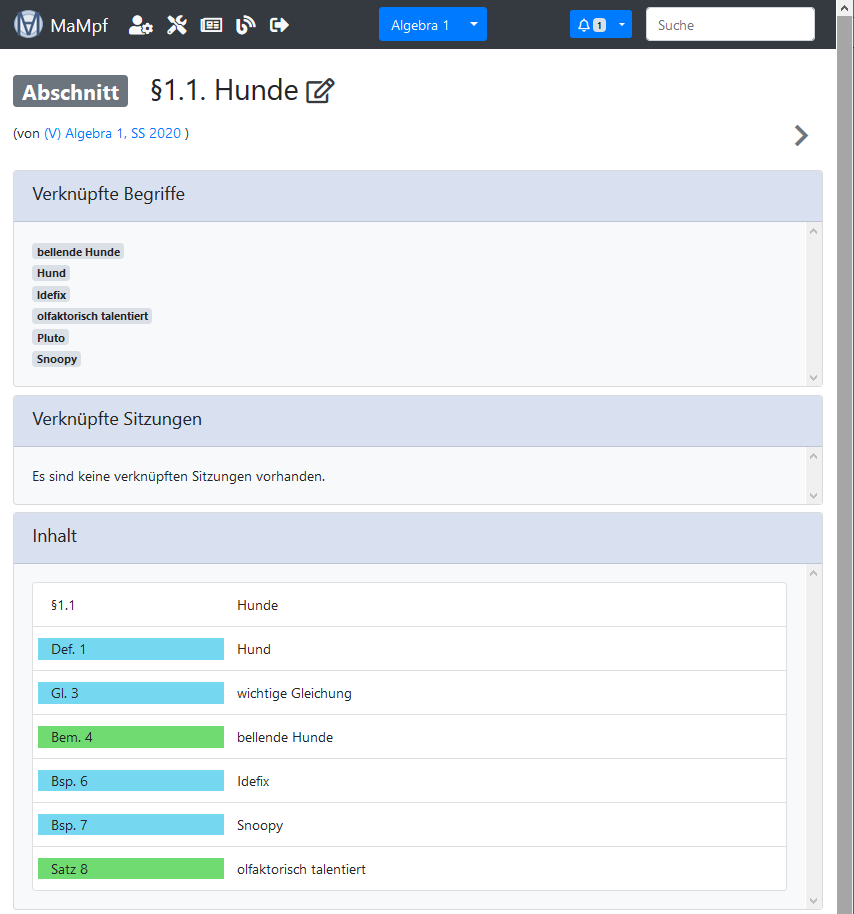 MaMpf Algebra 1 1 Suche
Abschnitt §1.1. Hunde
(von (V) Algebra 1, SS 2020 )
Verknüpfte Begriffe
bellende Hunde
Hund
Idefix
olfaktorisch talentiert
Pluto
Snoopy
Verknüpfte Sitzungen
Es sind keine verknüpften Sitzungen vorhanden.
Inhalt
§1.1 Hunde
Def. 1 Hund
Gl. 3 wichtige Gleichung
Bem. 4 bellende Hunde
Bsp. 6 Idefix
Bsp. 7 Snoopy
Satz 8 olfaktorisch talentiert